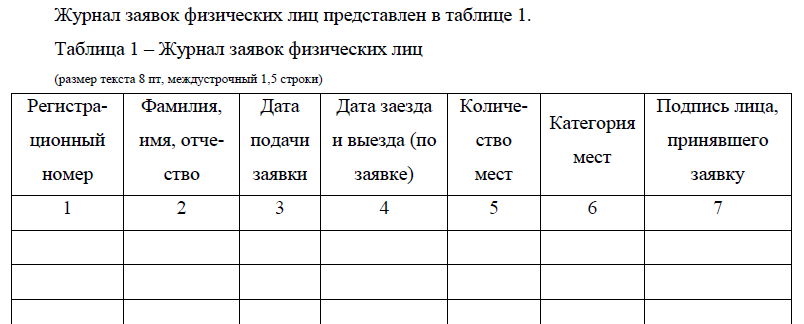 Журнал заявок физических лиц представлен в таблице 1.
Таблица 1 – Журнал заявок физических лиц
(размер текста 8 пт, междустрочный 1,5 строки)
Регистра-
ционный
номер
Фамилия,
имя, отче-
ство
Дата
подачи
заявки
Дата заезда
и выезда (по
заявке)
Количе-
ство
мест
Категория
мест
Подпись лица,
принявшего
заявку
1 2 3 4 5 6 7